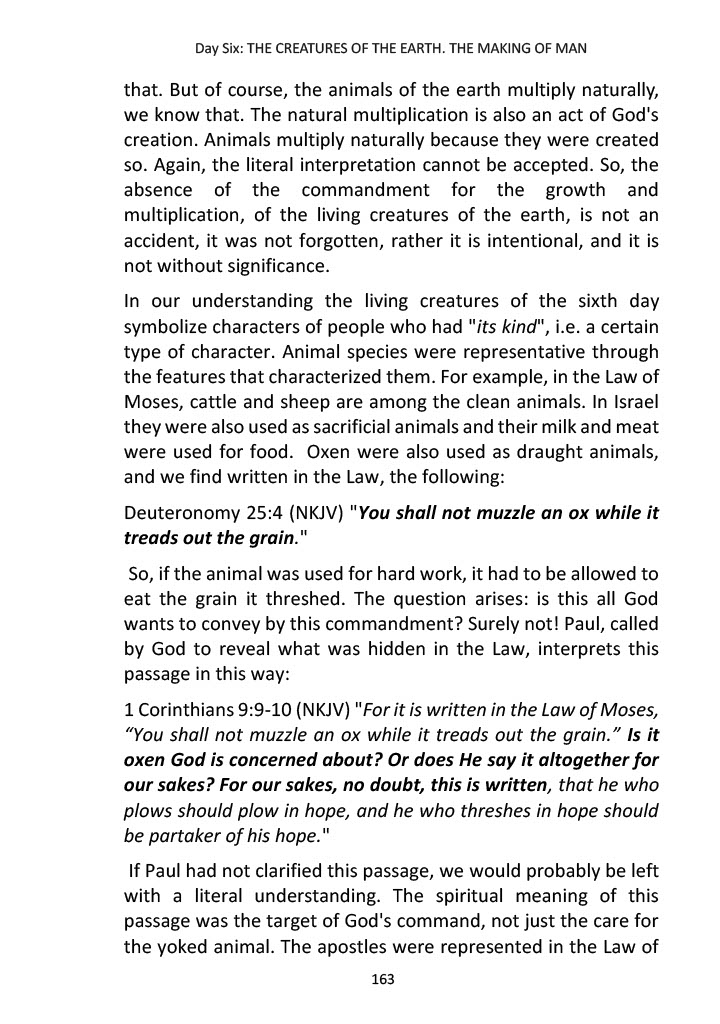 Day Six: THE CREATURES OF THE EARTH. THE MAKING OF MAN
that. But of course, the animals of the earth multiply naturally,
we know that. The natural multiplication is also an act of God's
creation. Animals multiply naturally because they were created
so. Again, the literal interpretation cannot be accepted. So, the
absence of the commandment for the growth and
multiplication, of the living creatures of the earth, is not an
accident, it was not forgotten, rather it is intentional, and it is
not without significance.
In our understanding the living creatures of the sixth day
symbolize characters of people who had "its kind", i.e. a certain
type of character. Animal species were representative through
the features that characterized them. For example, in the Law of
Moses, cattle and sheep are among the clean animals. In Israel
they were also used as sacrificial animals and their milk and meat
were used for food.  Oxen were also used as draught animals,
and we find written in the Law, the following:
Deuteronomy 25:4 (NKJV) "You shall not muzzle an ox while it
treads out the grain."
So, if the animal was used for hard work, it had to be allowed to
eat the grain it threshed. The question arises: is this all God
wants to convey by this commandment? Surely not! Paul, called
by God to reveal what was hidden in the Law, interprets this
passage in this way:
1 Corinthians 9:9-10 (NKJV) "For it is written in the Law of Moses,
“You shall not muzzle an ox while it treads out the grain.” Is it
oxen God is concerned about? Or does He say it altogether for
our sakes? For our sakes, no doubt, this is written, that he who
plows should plow in hope, and he who threshes in hope should
be partaker of his hope."
If Paul had not clarified this passage, we would probably be left
with a literal understanding. The spiritual meaning of this
passage was the target of God's command, not just the care for
the yoked animal. The apostles were represented in the Law of
163